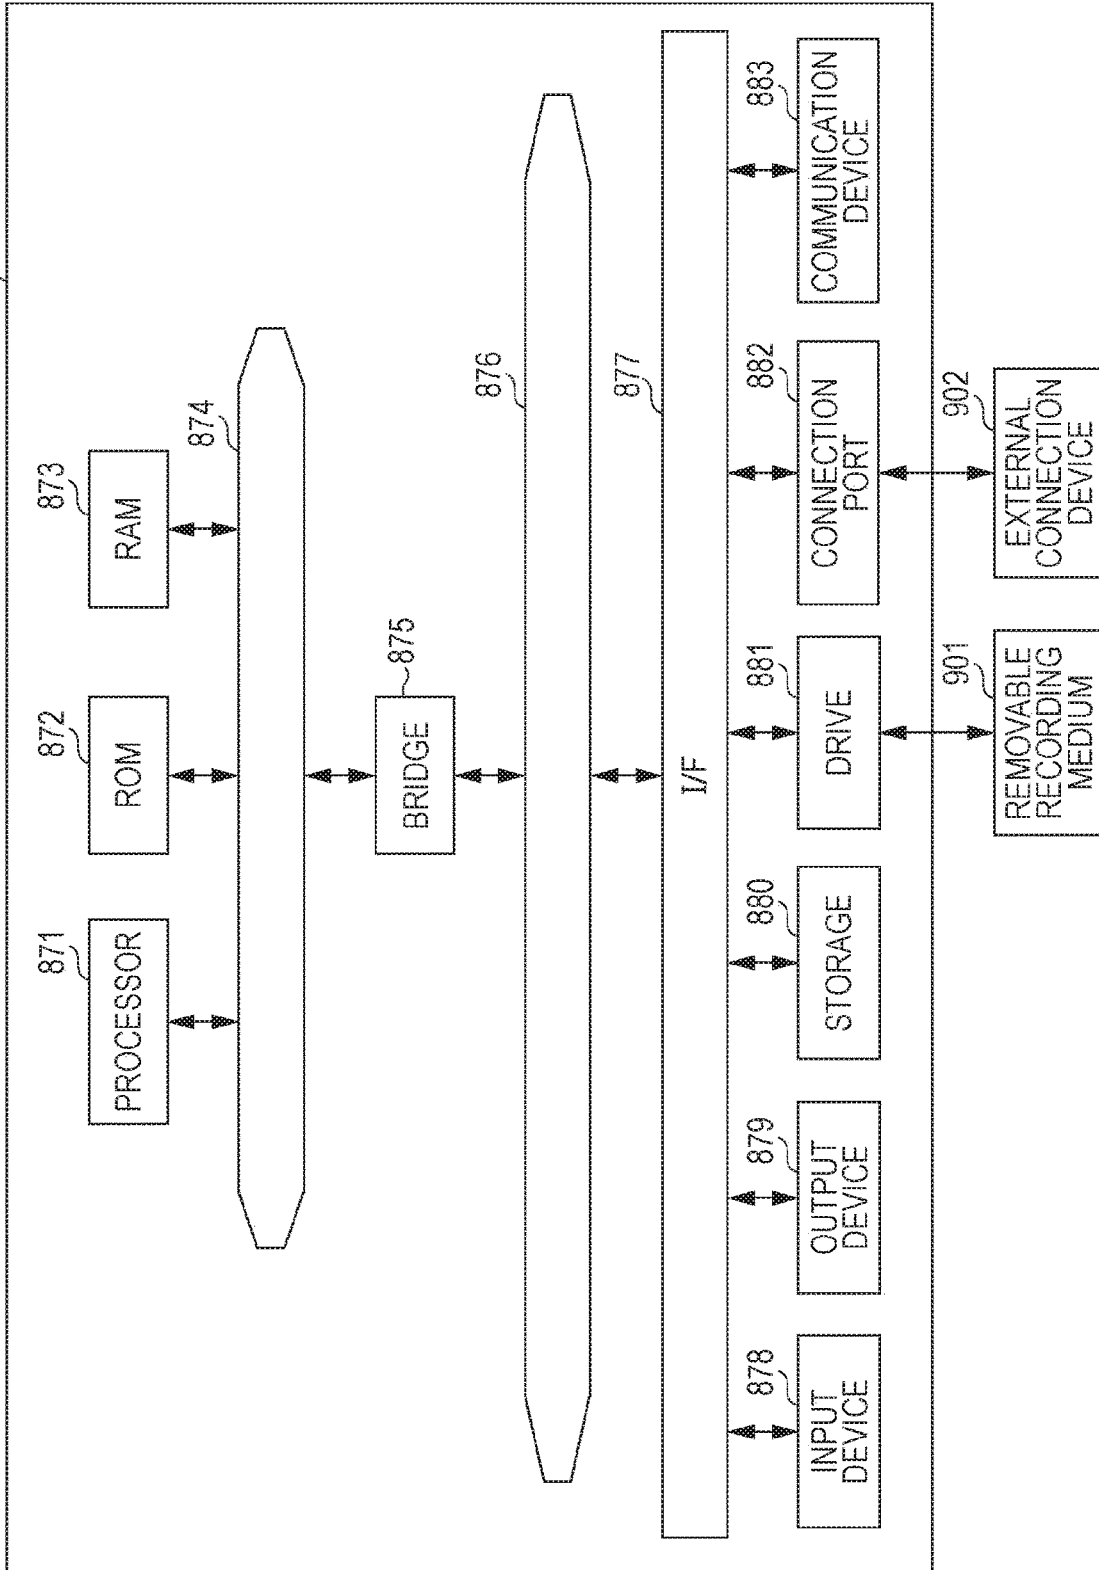 871
PROCESSOR
872
ROM
873
RAM
874
875
BRIDGE
876
877
I/F
878
INPUT
DEVICE
879
OUTPUT
DEVICE
880
STORAGE
881
DRIVE
882
CONNECTION
PORT
883
COMMUNICATION
DEVICE
901
REMOVABLE
RECORDING
MEDIUM
902
EXTERNAL
CONNECTION
DEVICE